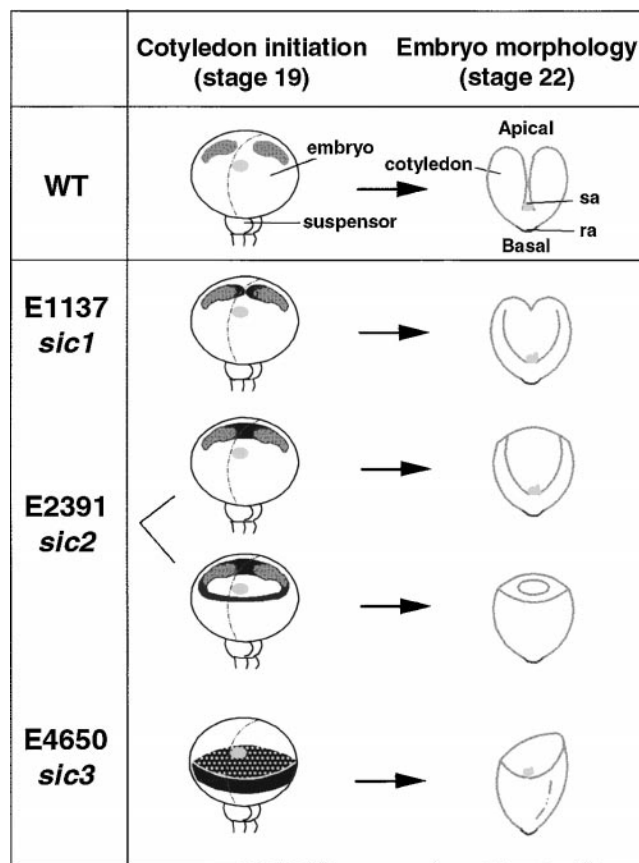 Cotyledon initiation
(stage 19)
Embryo morphology
(stage 22)
WT
embryo
suspensor
Apical
cotyledon
sa
ra
Basal
E1137
sic1
E2391
sic2
E4650
sic3